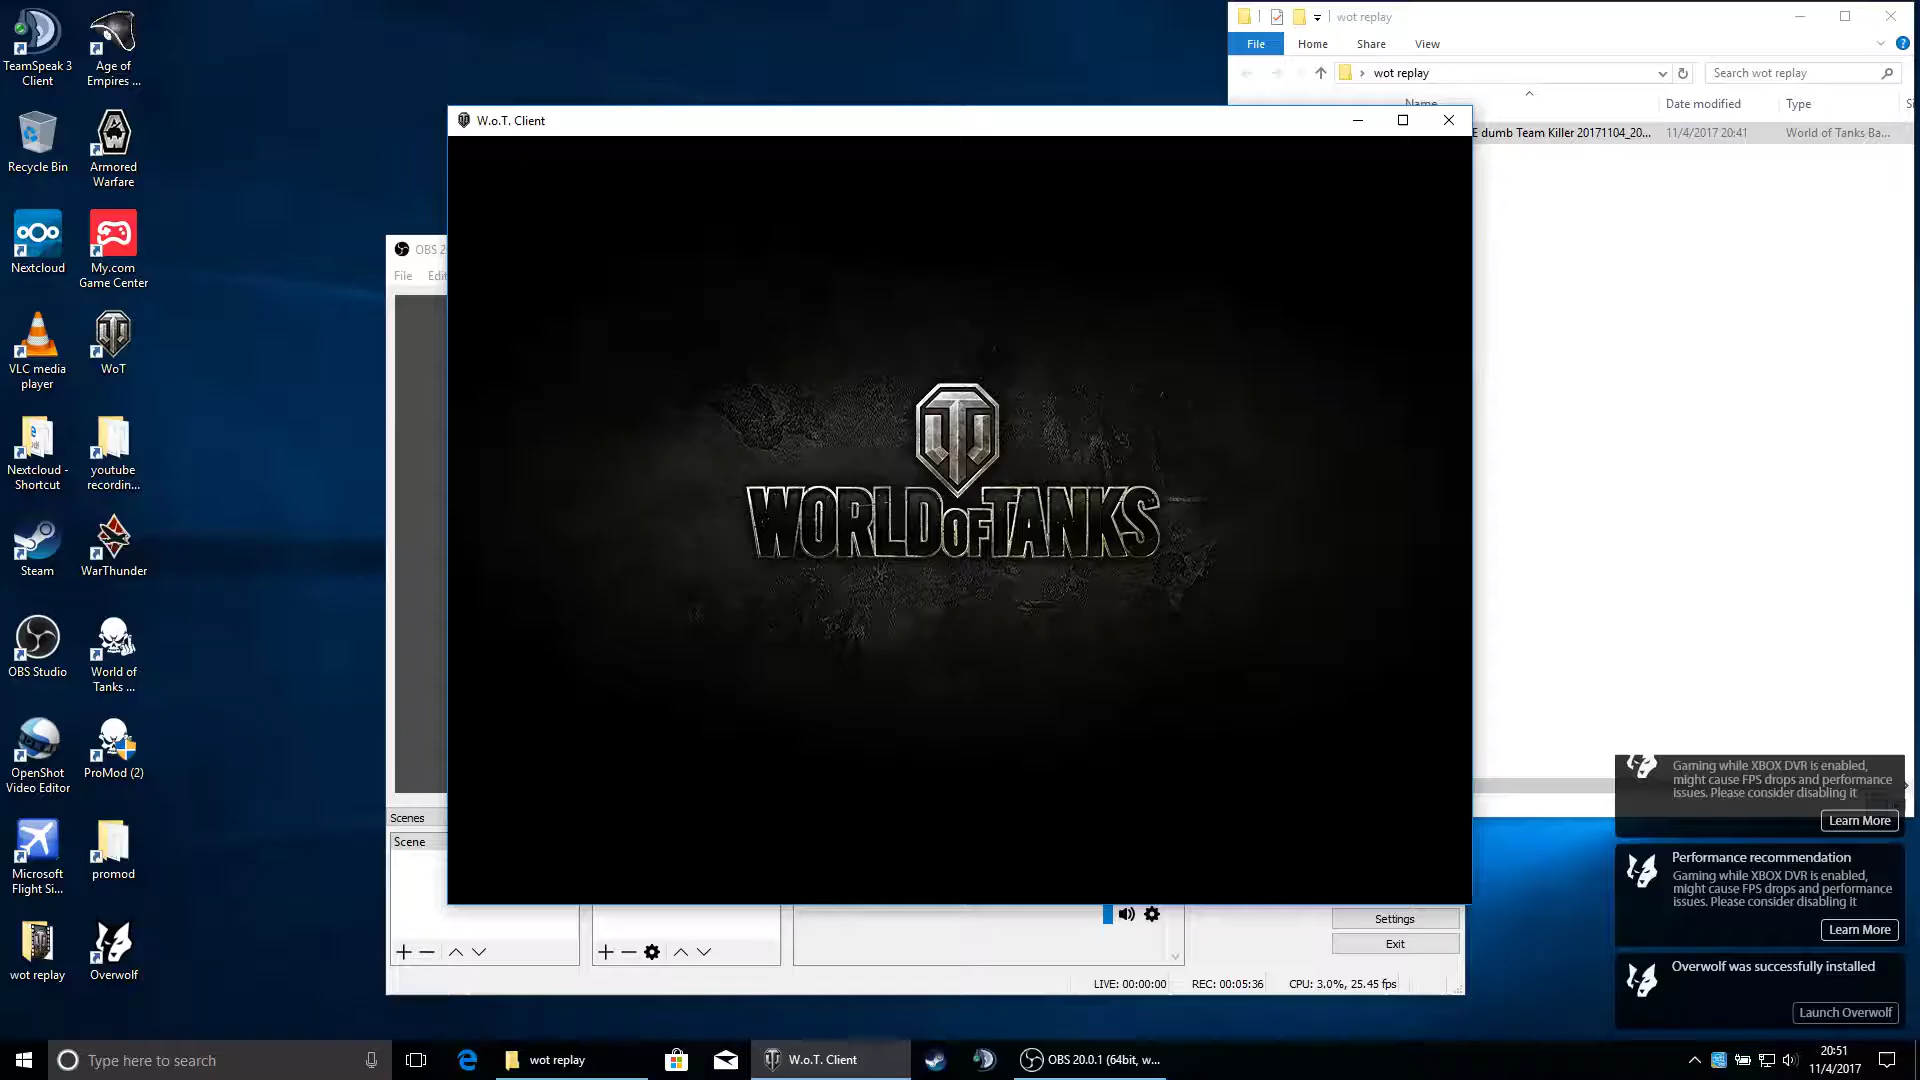 TeamSpeak 3
Client
Age of
Empires ...
Recycle Bin
Armored
Warfare
Nextcloud
My.com
Game Center
VLC media
player
WoT
Nextcloud -
Shortcut
youtube
recordin...
Steam
WarThunder
OBS Studio
World of
Tanks ...
OpenShot
Video Editor
ProMod (2)
Microsoft
Flight Si...
promod
wot replay
Overwolf
wot replay
File
Home
Share
View
wot replay
Search wot replay
Name
Date modified
Type
Si
E dumb Team Killer 20171104_20...
11/4/2017 20:41
World of Tanks Ba...
W.o.T. Client
WORLD OF TANKS
OBS 2
File
Edit
Scenes
Scene
Settings
Exit
LIVE: 00:00:00
REC: 00:05:36
CPU: 3.0%, 25.45 fps
Gaming while XBOX DVR is enabled,
might cause FPS drops and performance
issues. Please consider disabling it
Learn More
Performance recommendation
Gaming while XBOX DVR is enabled,
might cause FPS drops and performance
issues. Please consider disabling it
Learn More
Overwolf was successfully installed
Launch Overwolf
Type here to search
wot replay
W.o.T. Client
OBS 20.0.1 (64bit, w...
20:51
11/4/2017